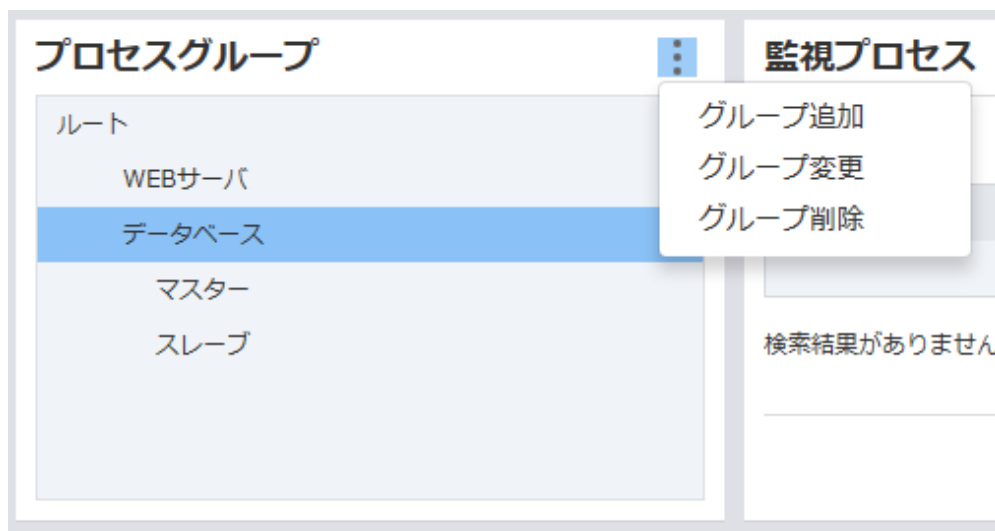 プロセスグループ
ルート
WEBサーバ
データベース
マスター
スレーブ
グループ追加
グループ変更
グループ削除
監視プロセス
検索結果がありません